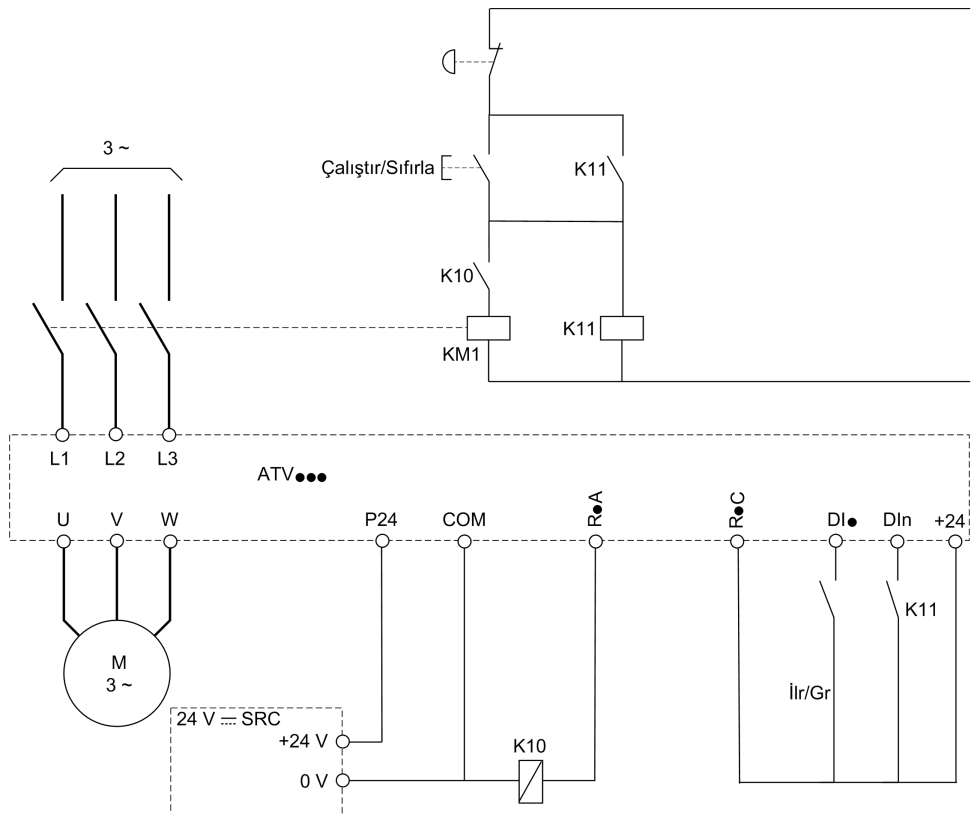 3 ~
Çalıştır/Sıfırla
K11
K10
KM1
K11
L1 L2 L3
ATV●●●
U V W P24 COM R●A R●C DI● DIn +24
K11
M
3 ~
İlr/Gr
24 V ⎓ SRC
+24 V
K10
0 V